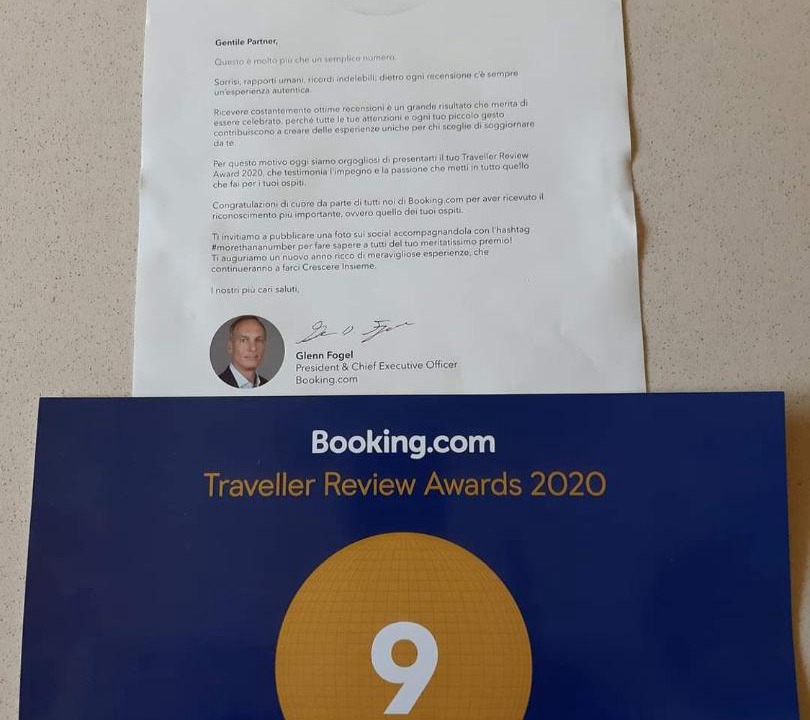 Gentile Partner,
Questo è molto più che un semplice numero.
Sorrisi, rapporti umani, ricordi indelebili: dietro ogni recensione c'è sempre
un'esperienza autentica.
Ricevere costantemente ottime recensioni è un grande risultato che merita di
essere celebrato, perché tutte le tue attenzioni e ogni tuo piccolo gesto
contribuiscono a creare delle esperienze uniche per chi sceglie di soggiornare
da te.
Per questo motivo oggi siamo orgogliosi di presentarti il tuo Traveller Review
Award 2020, che testimonia l'impegno e la passione che metti in tutto quello
che fai per i tuoi ospiti.
Congratulazioni di cuore da parte di tutti noi di Booking.com per aver ricevuto il
riconoscimento più importante, ovvero quello dei tuoi ospiti.
Ti invitiamo a pubblicare una foto sui social accompagnandola con l'hashtag
#morethananumber per fare sapere a tutti del tuo meritatissimo premio!
Ti auguriamo un nuovo anno ricco di meravigliose esperienze, che
continueranno a farci Crescere Insieme.
I nostri più cari saluti,
Glenn Fogel
President & Chief Executive Officer
Booking.com
Booking.com
Traveller Review Awards 2020
9